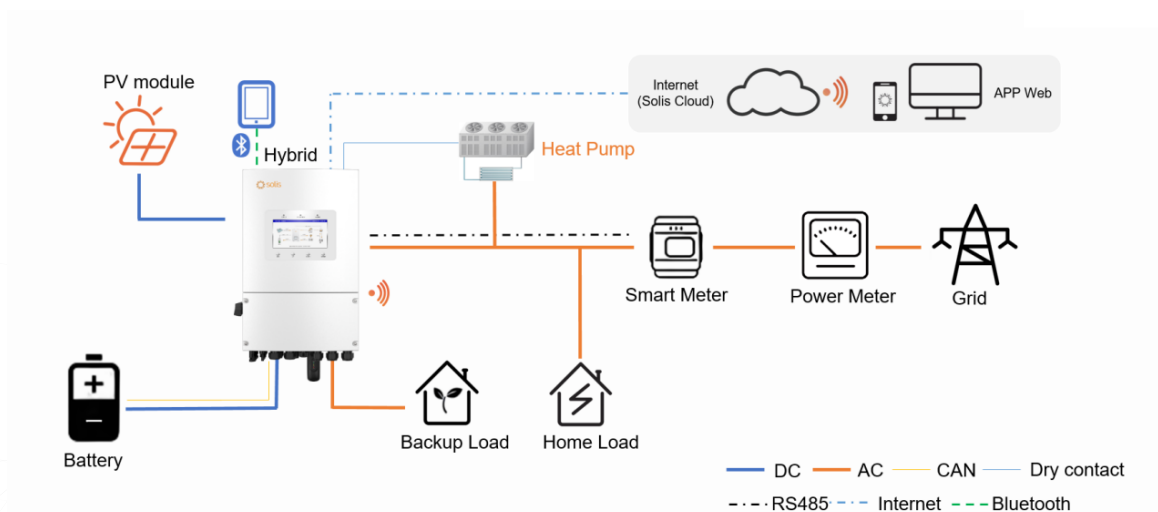 PV module
Internet
(Solis Cloud)
APP Web
Hybrid
Heat Pump
solis
Smart Meter
Power Meter
Grid
Battery
Backup Load
Home Load
DC
AC
CAN
Dry contact
RS485
Internet
Bluetooth